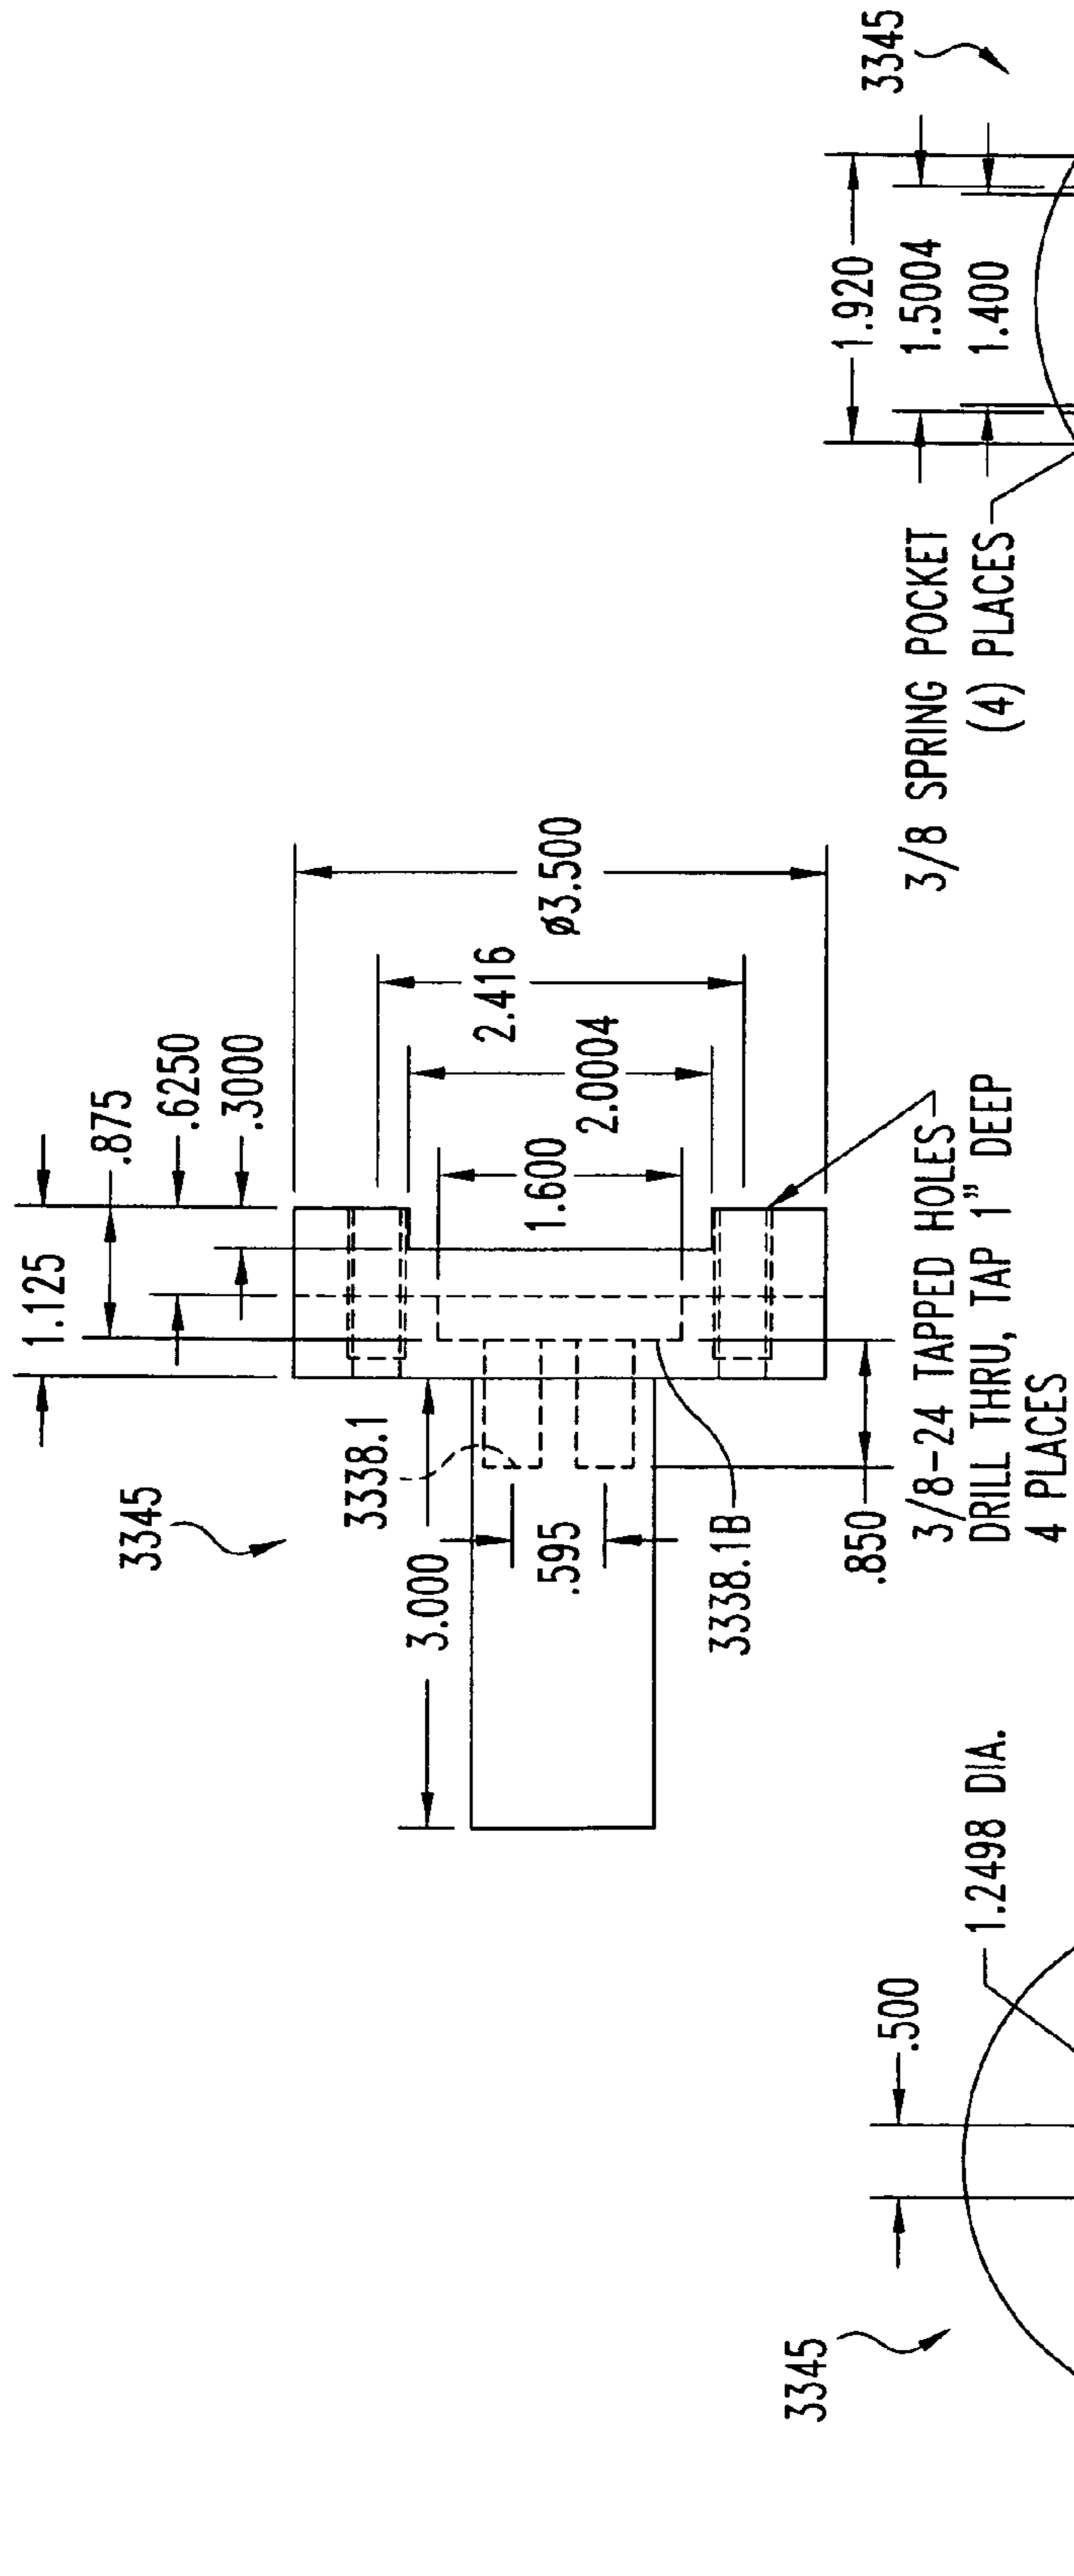 3345
1.125
.875
.6250
.3000
3338.1
3.000
.595
3338.1B
.850
1.600
2.0004
2.416
ø3.500
3/8-24 TAPPED HOLES
DRILL THRU, TAP 1" DEEP
4 PLACES
3345
.500
1.2498 DIA.
3345
1.920
1.5004
1.400
3/8 SPRING POCKET
(4) PLACES